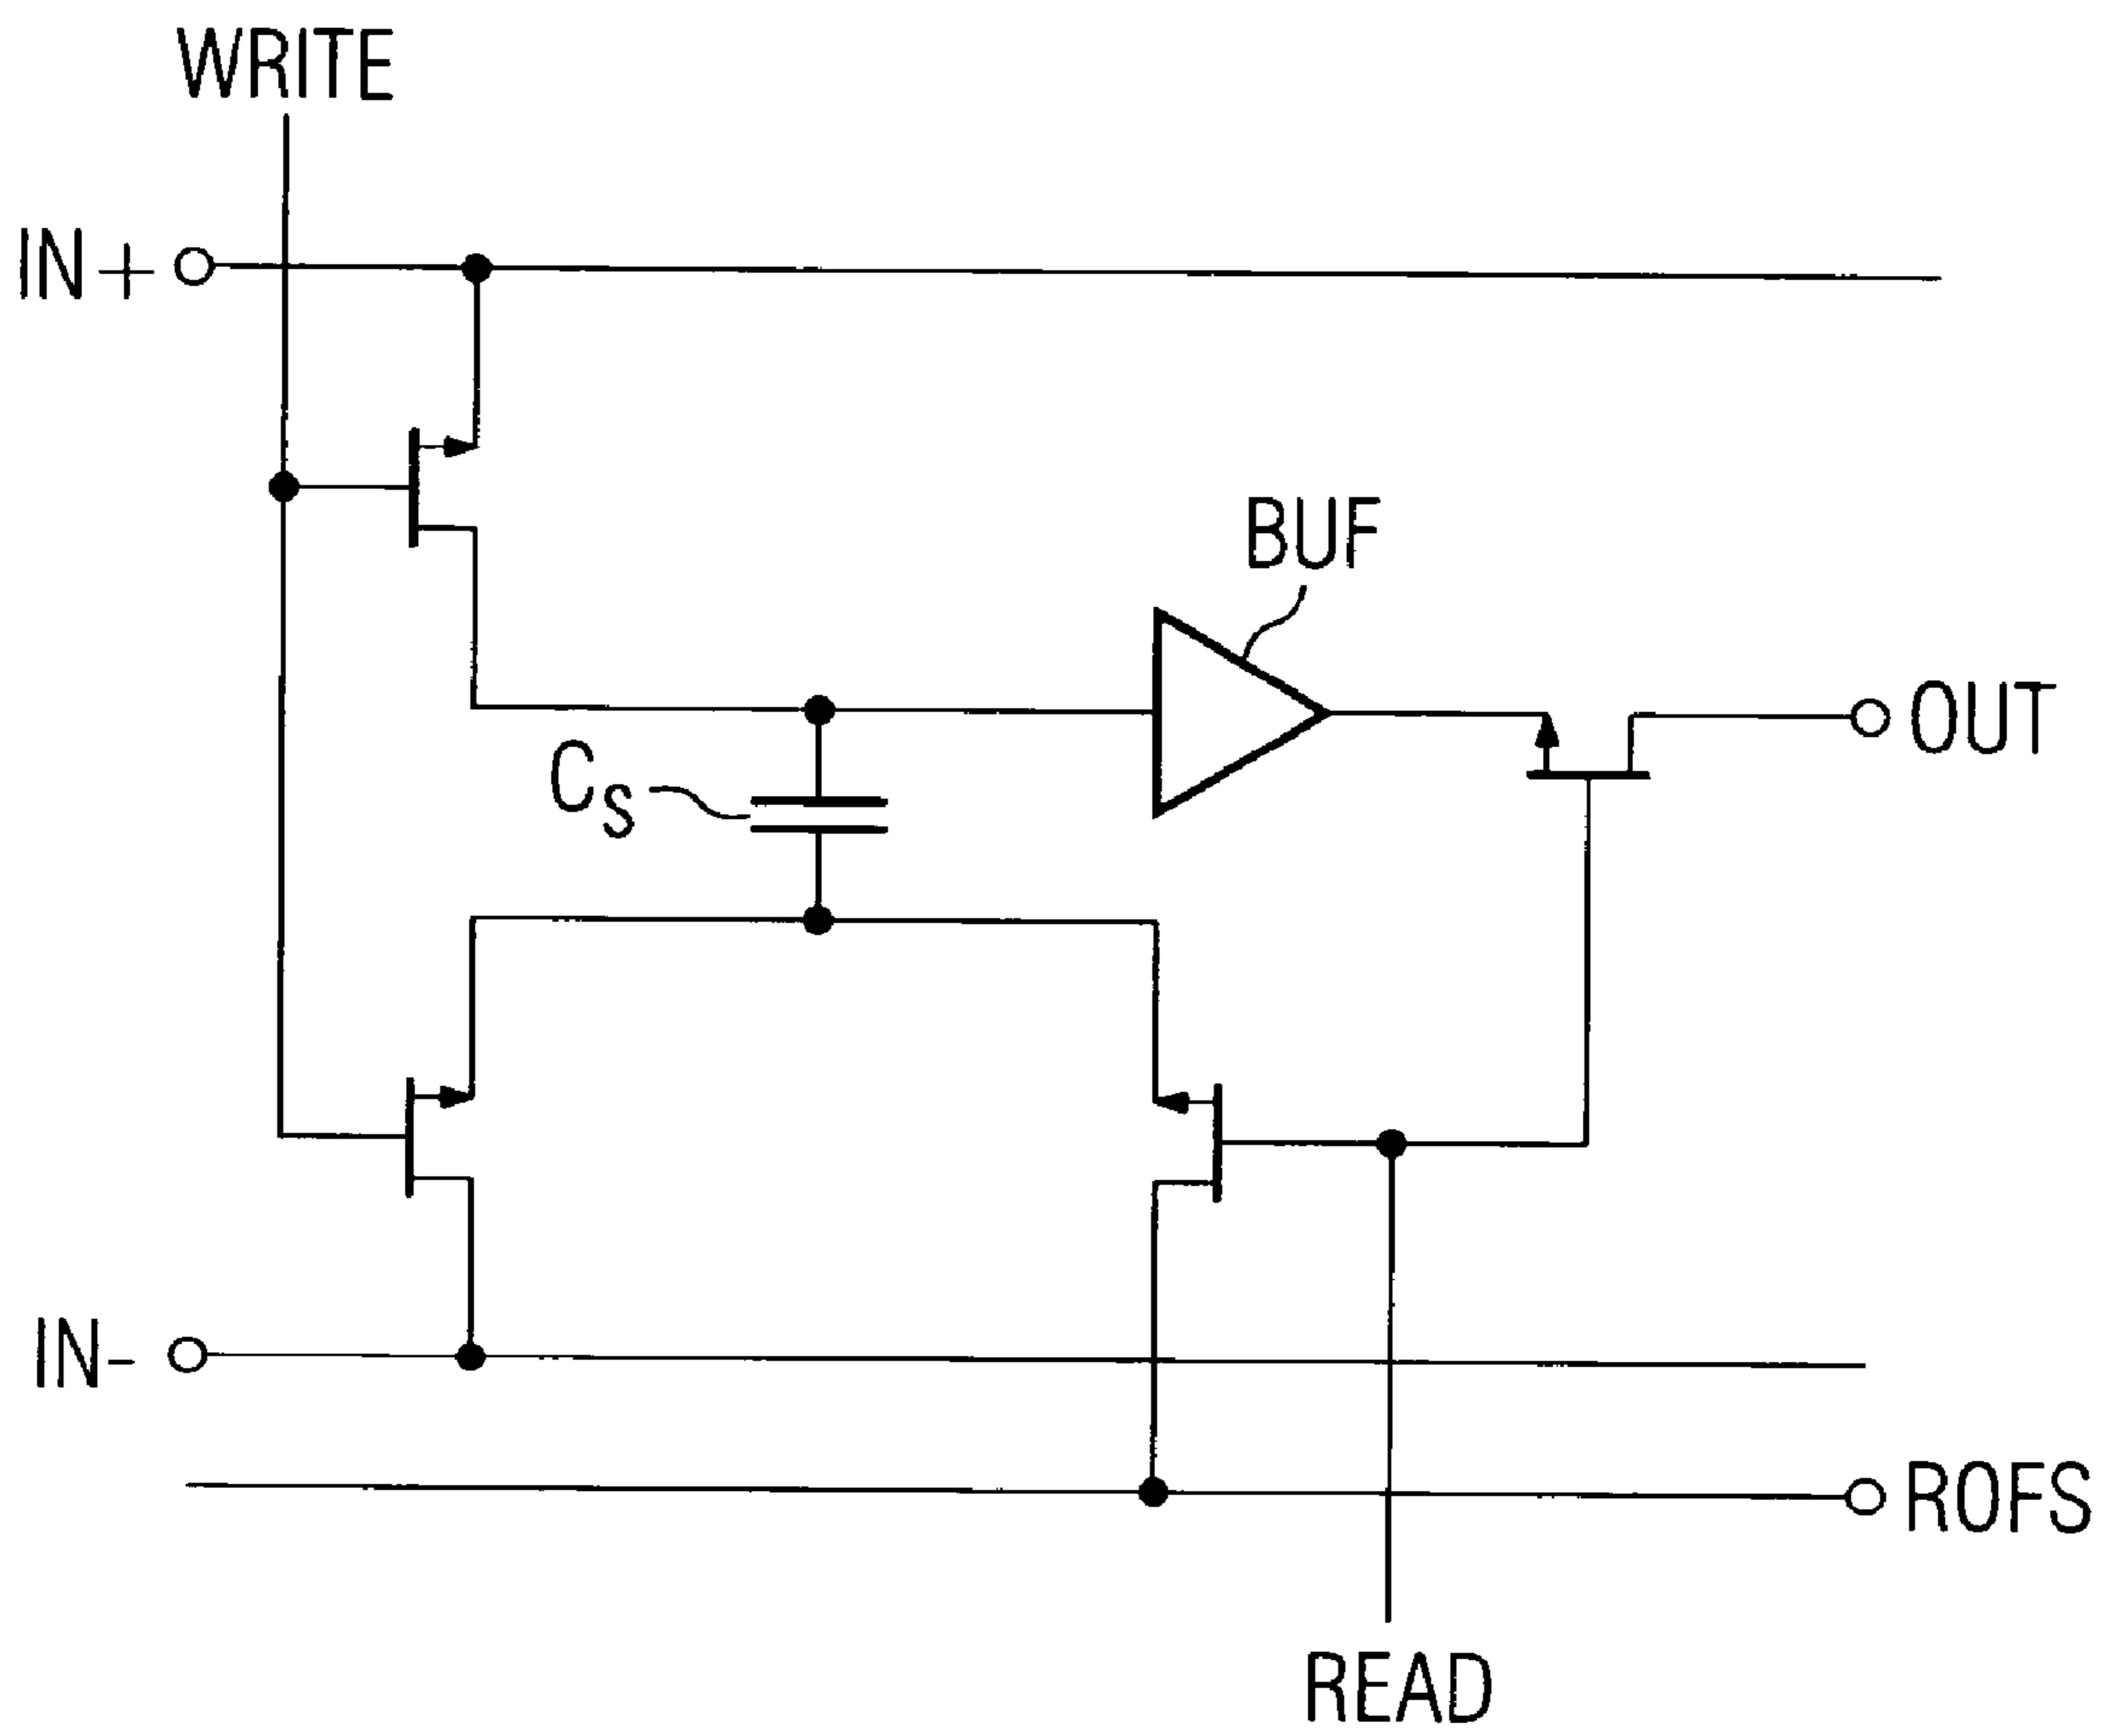 WRITE
IN+
BUF
OUT
CS
IN-
ROFS
READ